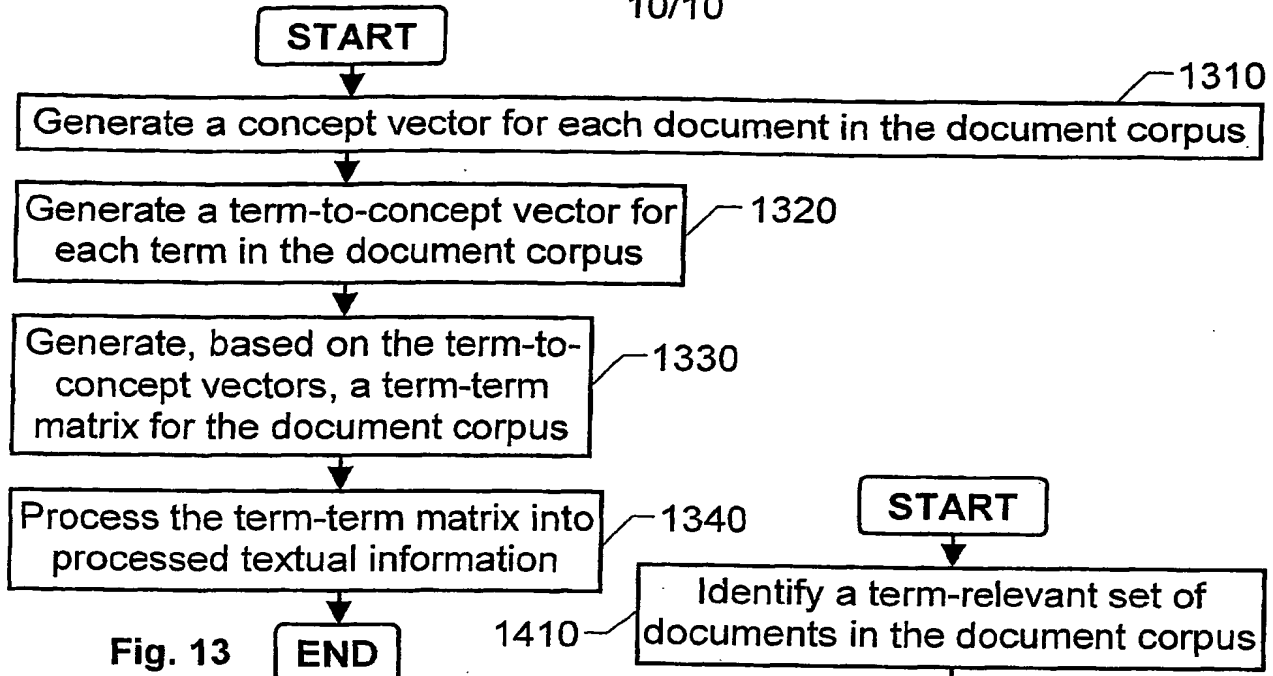 10/10
START
1310
Generate a concept vector for each document in the document corpus
Generate a term-to-concept vector for
each term in the document corpus
1320
Generate, based on the term-to-
concept vectors, a term-term
matrix for the document corpus
1330
Process the term-term matrix into
processed textual information
1340
Fig. 13
END
START
1410
Identify a term-relevant set of
documents in the document corpus